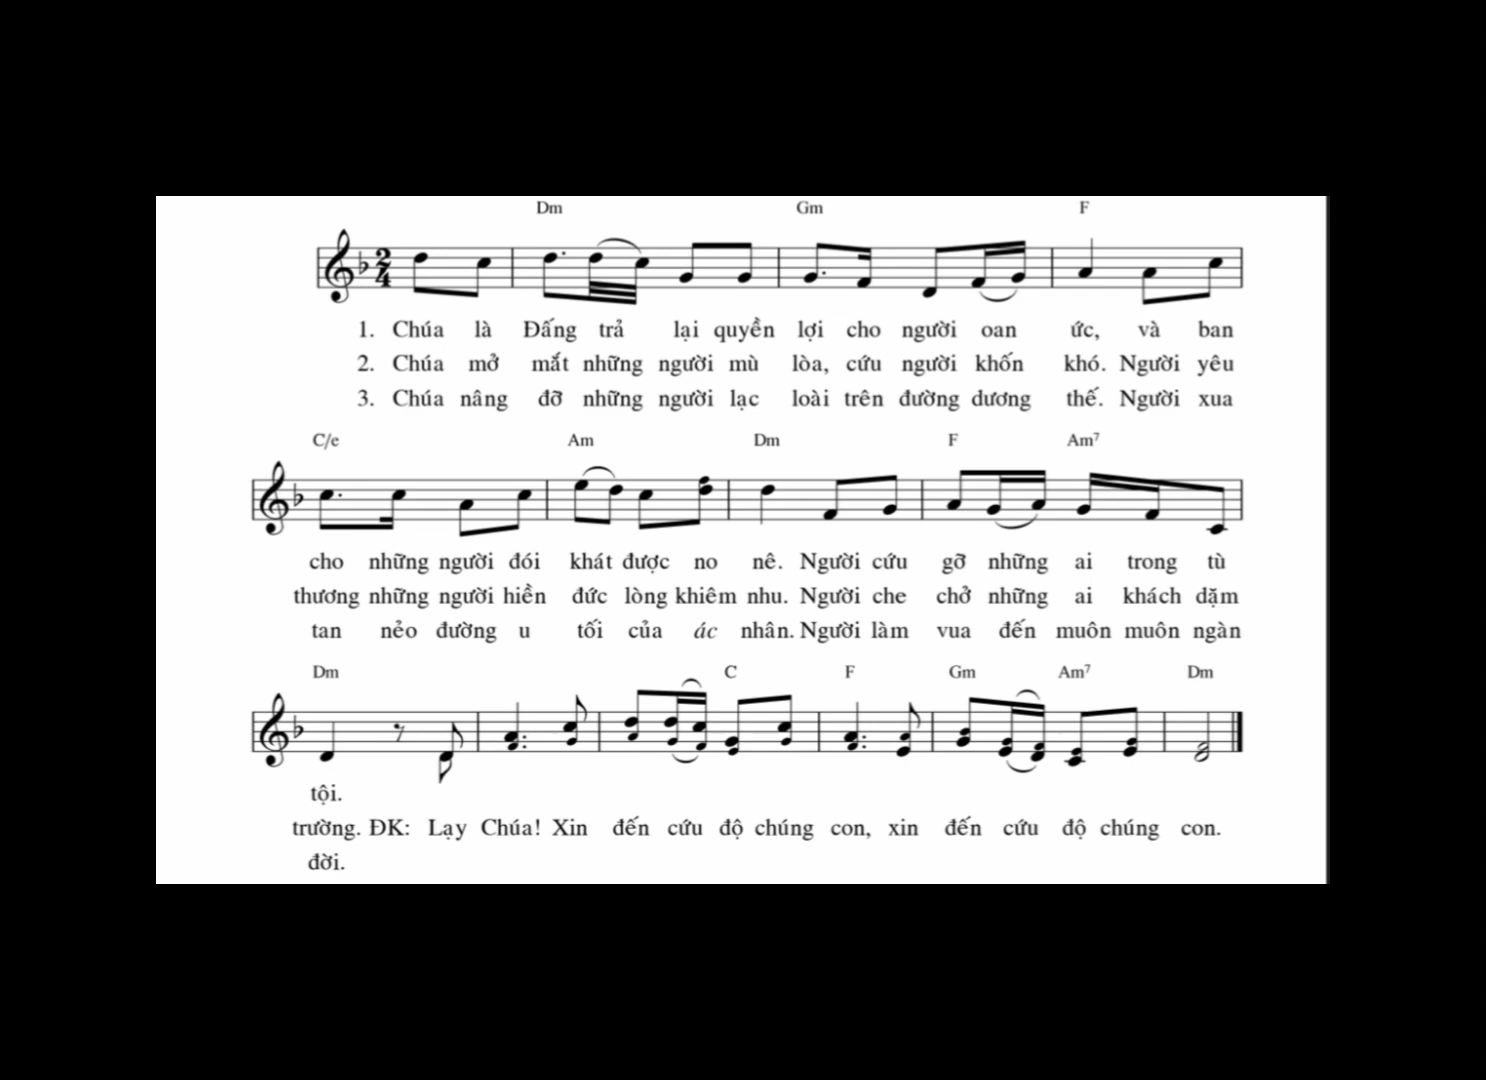 Dm Gm F
2
4
1. Chúa là Đấng trả lại quyền lợi cho người oan ức, và ban
2. Chúa mở mắt những người mù lòa, cứu người khốn khó. Người yêu
3. Chúa nâng đỡ những người lạc loài trên đường dương thế. Người xua
C/e Am Dm F Am7
cho những người đói khát được no nê. Người cứu gỡ những ai trong tù
thương những người hiền đức lòng khiêm nhu. Người che chở những ai khách dặm
tan nẻo đường u tối của ác nhân. Người làm vua đến muôn muôn ngàn
Dm C F Gm Am7 Dm
tội.
trường. ĐK: Lạy Chúa! Xin đến cứu độ chúng con, xin đến cứu độ chúng con.
đời.